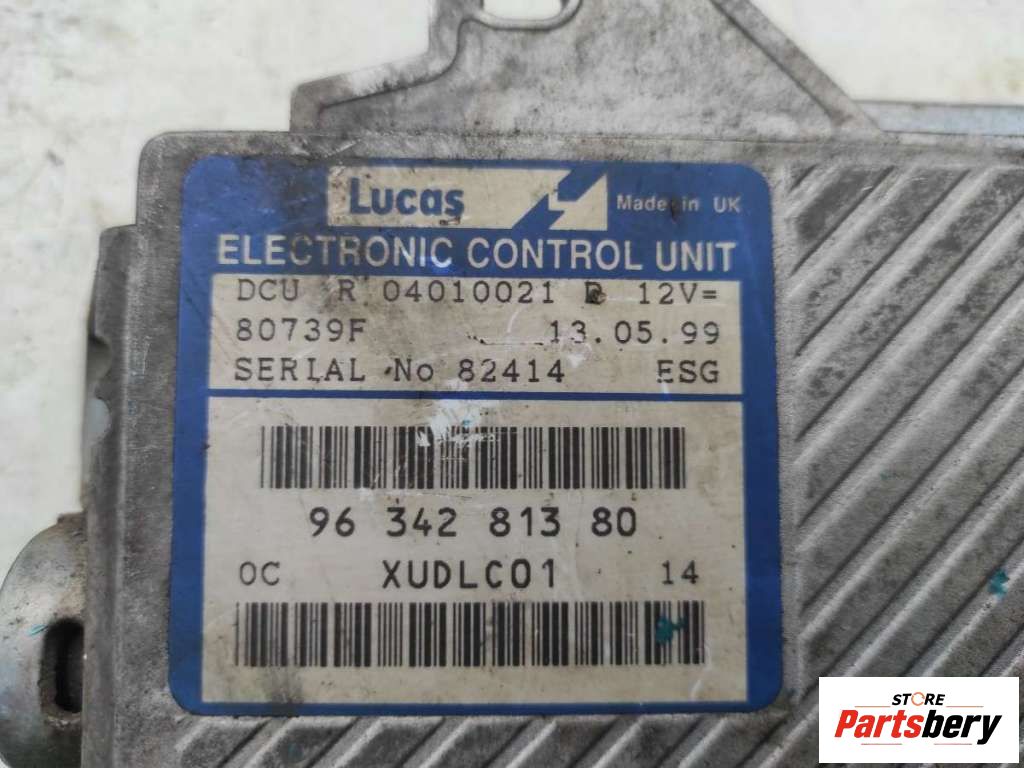 Lucas
Made in UK
ELECTRONIC CONTROL UNIT
DCU R 04010021 12V=
80739F 13.05.99
SERIAL No 82414 ESG
96 342 813 80
0C XUDLC01 14
STORE
Partsbery